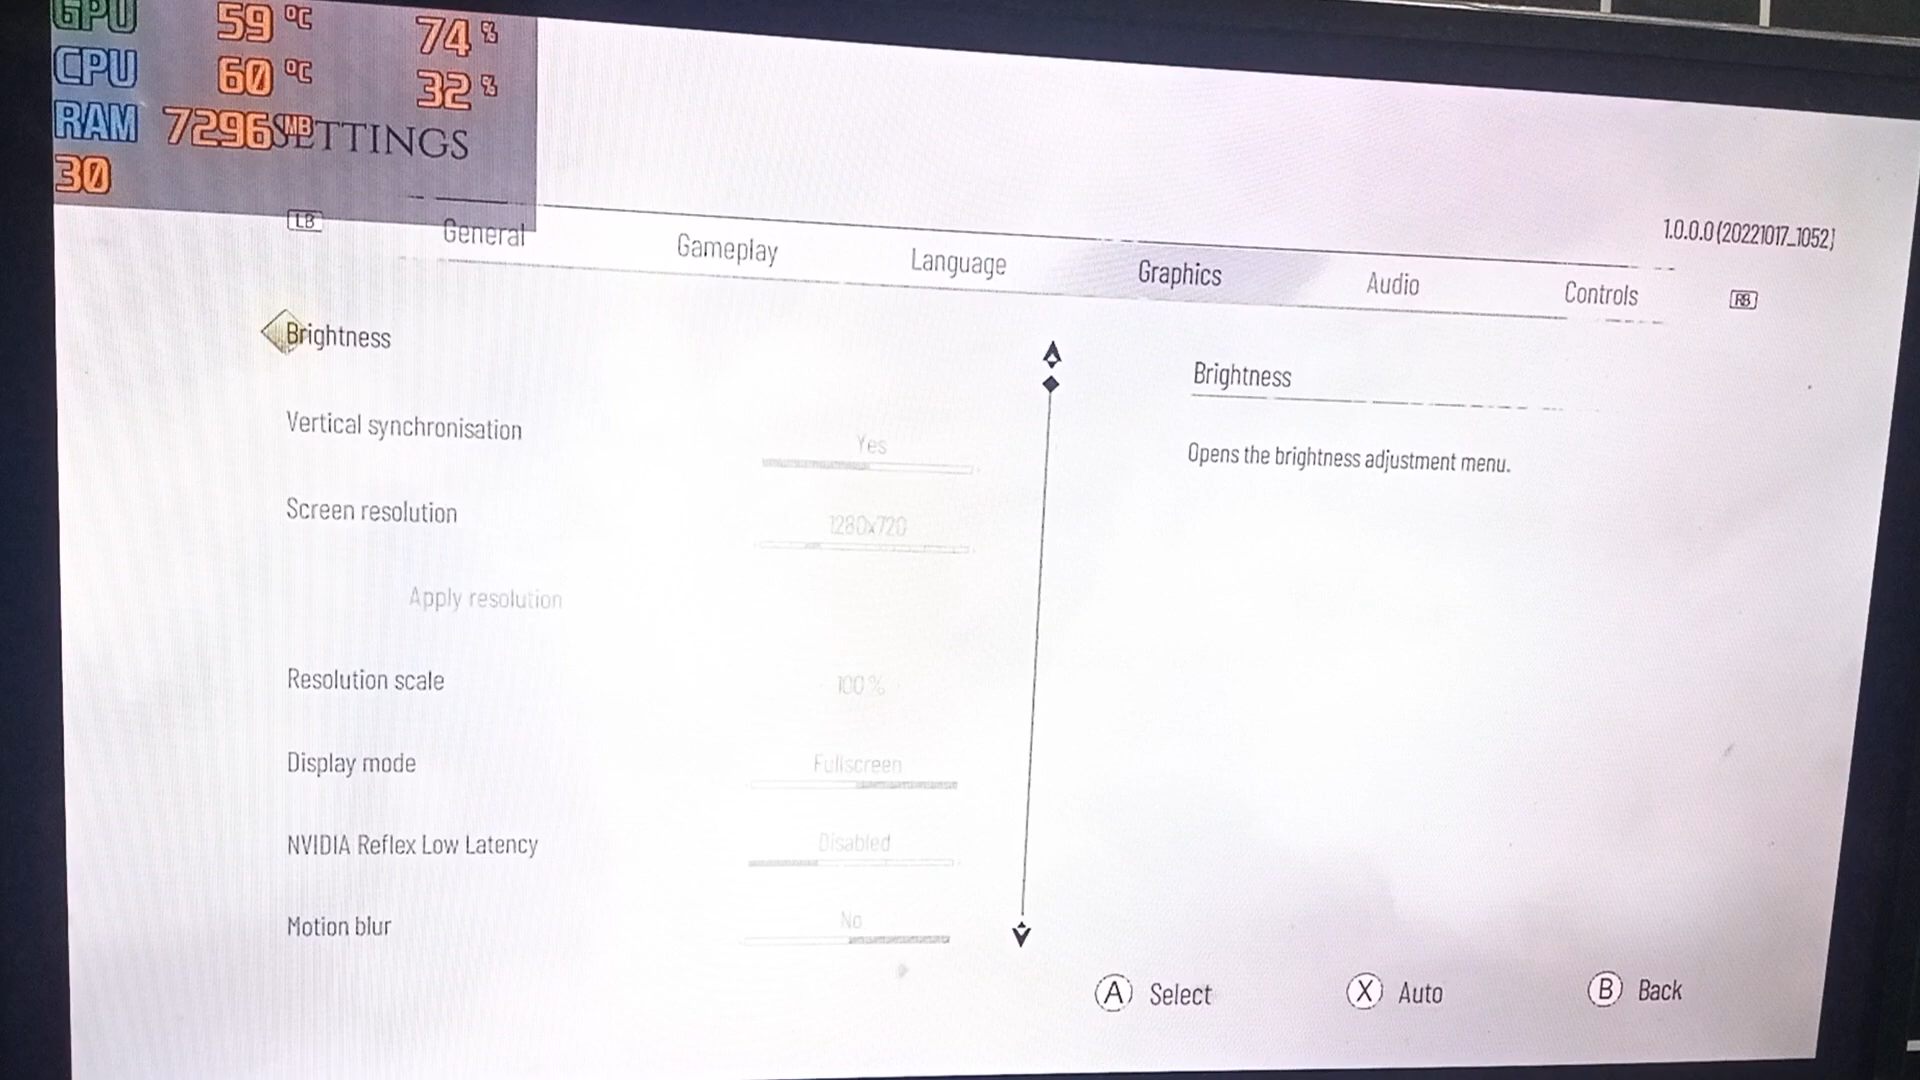 GPU 59 °C 74 %
CPU 60 °C 32 %
RAM 7296 MB
SETTINGS
30
1.0.0.0 (20221017_1052)
LB General Gameplay Language Graphics Audio Controls RB
Brightness
Vertical synchronisation Yes
Screen resolution 1280x720
Apply resolution
Resolution scale 100%
Display mode Fullscreen
NVIDIA Reflex Low Latency Disabled
Motion blur No
Brightness
Opens the brightness adjustment menu.
A Select X Auto B Back